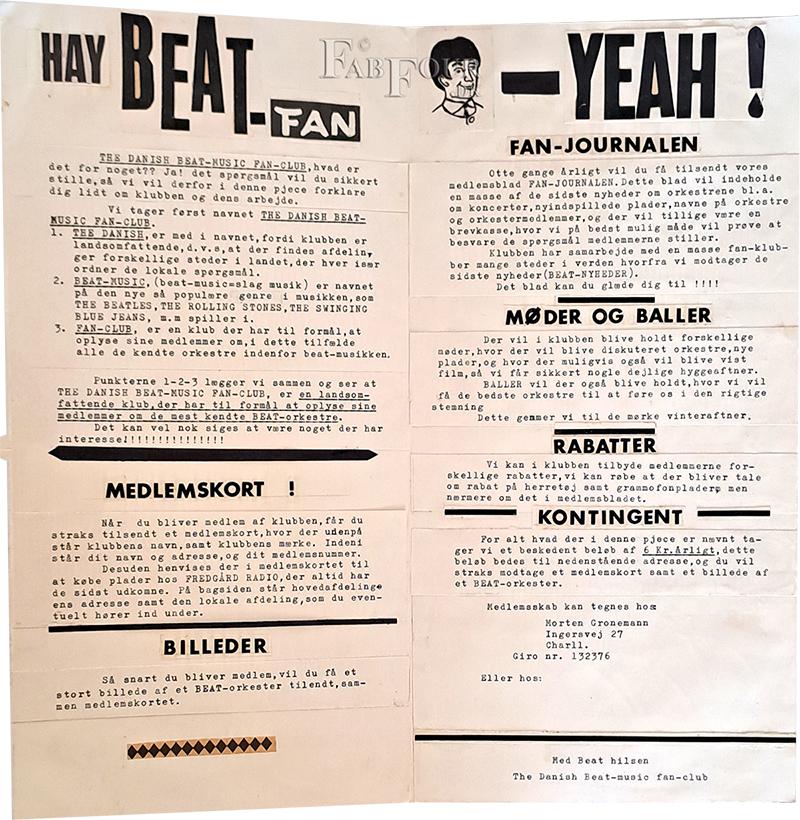 HAY BEAT-FAN
THE DANISH BEAT-MUSIC FAN-CLUB,hvad er
det for noget?? Ja! det spørgsmål vil du sikkert
stille,så vi vil derfor i denne pjece forklare
dig lidt om klubben og dens arbejde.
Vi tager først navnet THE DANISH BEAT-
MUSIC FAN-CLUB.
1. THE DANISH,er med i navnet,fordi klubben er
landsomfattende,d.v.s,at der findes afdelin,
ger forskellige steder i landet,der hver især
ordner de lokale spørgsmål.
2. BEAT-MUSIC,(beat-music=slag musik) er navnet
på den nye så populære genre i musikken,som
THE BEATLES,THE ROLLING STONES,THE SWINGING
BLUE JEANS, m.m spiller i.
3. FAN-CLUB, er en klub der har til formål,at
oplyse sine medlemmer om,i dette tilfælde
alle de kendte orkestre indenfor beat-musikken.
Punkterne 1-2-3 lægger vi sammen og ser at
THE DANISH BEAT-MUSIC FAN-CLUB, er en landsom-
fattende klub,der har til formål at oplyse sine
medlemmer om de mest kendte BEAT-orkestre.
Det kan vel nok siges at være noget der har
interesse!!!!!!!!!!!!!!!
MEDLEMSKORT !
Når du bliver medlem af klubben,får du
straks tilsendt et medlemskort,hvor der udenpå
står klubbens navn,samt klubbens mærke. Indeni
står dit navn og adresse,og dit medlemsnummer.
Desuden henvises der i medlemskortet til
at købe plader hos FREDGÅRD RADIO,der altid har
de sidst udkomne. På bagsiden står hovedafdelings
ens adresse samt den lokale afdeling,som du even-
tuelt hører ind under.
BILLEDER
Så snart du bliver medlem,vil du få et
stort billede af et BEAT-orkester tilendt,sam-
men medlemskortet.
© FAB FOUR
—YEAH !
FAN-JOURNALEN
Otte gange årligt vil du få tilsendt vores
medlemsblad FAN-JOURNALEN.Dette blad vil indeholde
en masse af de sidste nyheder om orkestrene bl.a.
om koncerter,nyindspillede plader,navne på orkestre
og orkestermedlemmer,og der vil tillige være en
brevkasse,hvor vi på bedst mulig måde vil prøve at
besvare de spørgsmål medlemmerne stiller.
Klubben har samarbejde med en masse fan-klub-
ber mange steder i verden hvorfra vi modtager de
sidste nyheder(BEAT-NYHEDER).
Det blad kan du glæde dig til !!!!
MØDER OG BALLER
Der vil i klubben blive holdt forskellige
møder,hvor der vil blive diskuteret orkestre,nye
plader,og hvor der muligvis også vil blive vist
film,så vi får sikkert nogle dejlige hyggeaftner.
BALLER vil der også blive holdt,hvor vi vil
få de bedste orkestre til at føre os i den rigtige
stemning
Dette gemmer vi til de mørke vinteraftner.
RABATTER
Vi kan i klubben tilbyde medlemmerne for-
skellige rabatter,vi kan røbe at der bliver tale
om rabat på herretøj samt grammofonplader, men
nærmere om det i medlemsbladet.
KONTINGENT
For alt hvad der i denne pjece er nævnt ta-
ger vi et beskedent beløb af 6 Kr.Årligt,dette
beløb bedes til nedenstående adresse,og du vil
straks modtage et medlemskort samt et billede af
et BEAT-orkester.
Medlemsskab kan tegnes hos:
Morten Gronemann
Ingersvej 27
Charll.
Giro nr. 132376
Eller hos:
Med Beat hilsen
The Danish Beat-music fan-club